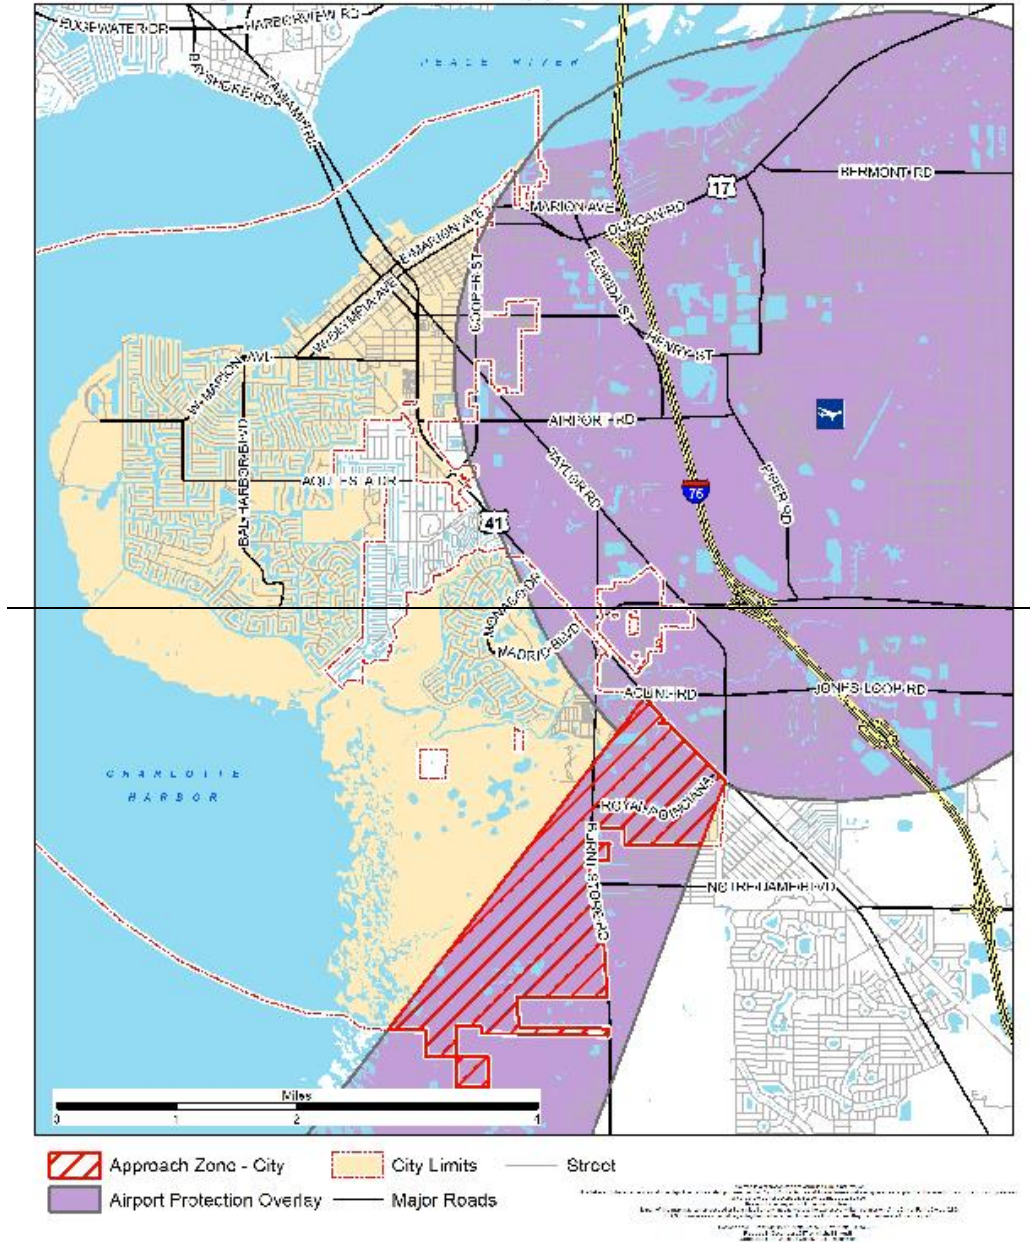 EDGEWATER DR
HARBORVIEW RD
BAYSHORE RD
TAMIAMI TRL
PEACE RIVER
BERMONT RD
17
MARION AVE
DUNCAN RD
E MARION AVE
FLORIDA ST
COOPER ST
W OLYMPIA AVE
HENRY ST
W MARION AVE
AIRPORT RD
BAL HARBOR BLVD
AQUI ESTA DR
TAYLOR RD
PIPER RD
75
41
MONACO DR
MADRID BLVD
ACLINE RD
JONES LOOP RD
CHARLOTTE
HARBOR
ROYAL POINCIANA
BURNT STORE RD
NOTRE DAME BLVD
Miles
0 1 2 4
Approach Zone - City
City Limits
Street
Airport Protection Overlay
Major Roads